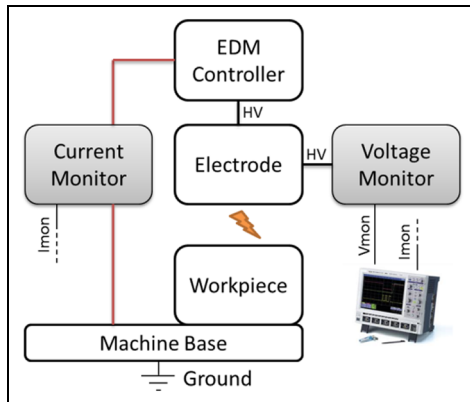 EDM
Controller
HV
Current
Monitor
Electrode
HV
Voltage
Monitor
Imon
Vmon
Imon
Workpiece
Machine Base
Ground